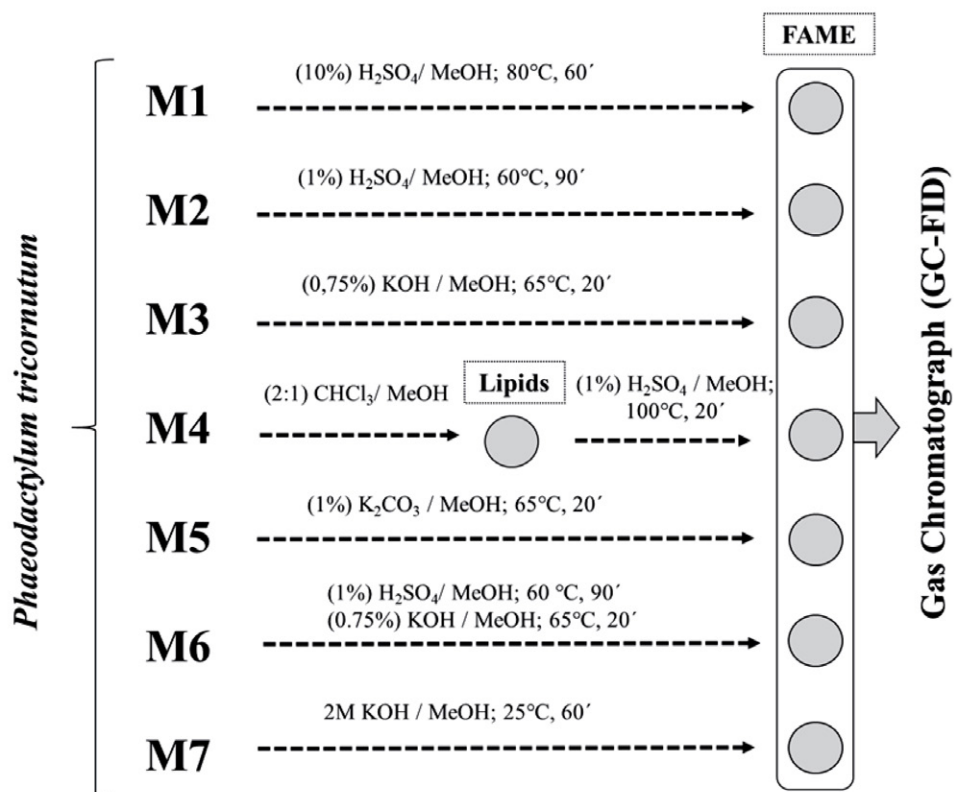 FAME
(10%) H₂SO₄/ MeOH; 80°C, 60´
M1
(1%) H₂SO₄/ MeOH; 60°C, 90´
M2
(0,75%) KOH / MeOH; 65°C, 20´
M3
(2:1) CHCl₃/ MeOH
Lipids
(1%) H₂SO₄ / MeOH;
100°C, 20´
M4
(1%) K₂CO₃ / MeOH; 65°C, 20´
M5
(1%) H₂SO₄/ MeOH; 60 °C, 90´
(0.75%) KOH / MeOH; 65°C, 20´
M6
2M KOH / MeOH; 25°C, 60´
M7
Phaeodactylum tricornutum
Gas Chromatograph (GC-FID)